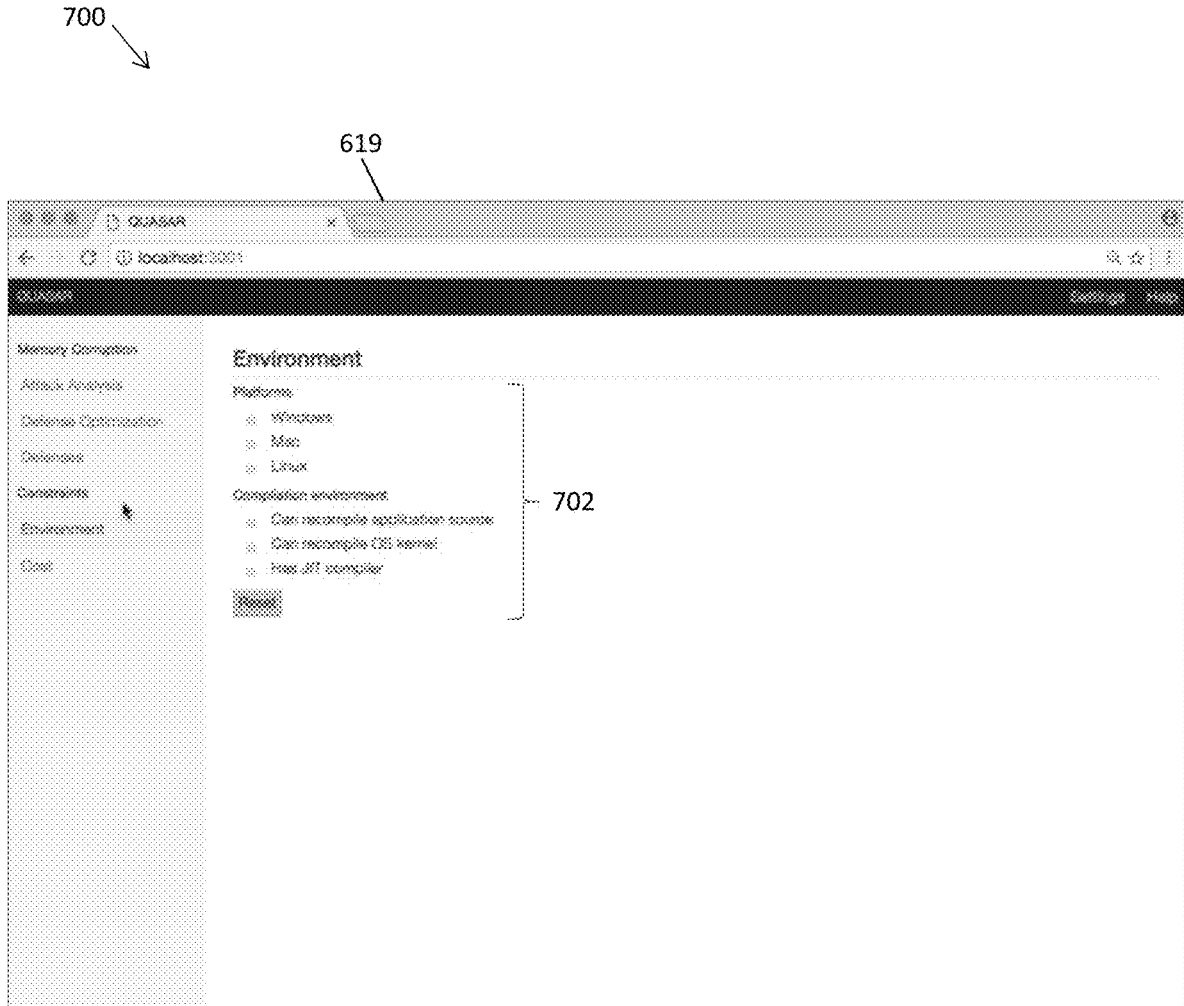 700
619
QUASAR
localhost:3001
QUASAR
Settings Help
Memory Corruption
Attack Analysis
Defense Optimization
Defenses
Constraints
Environment
Cost
Environment
Platforms
Windows
Mac
Linux
Compilation environment
Can recompile application source
Can recompile OS kernel
Has JIT compiler
Reset
702